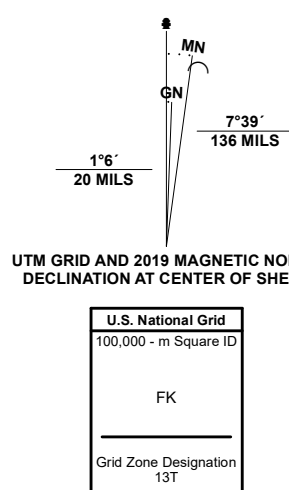 MN
GN
7°39´
136 MILS
1°6´
20 MILS
UTM GRID AND 2019 MAGNETIC NO
DECLINATION AT CENTER OF SHE
U.S. National Grid
100,000 - m Square ID
FK
Grid Zone Designation
13T